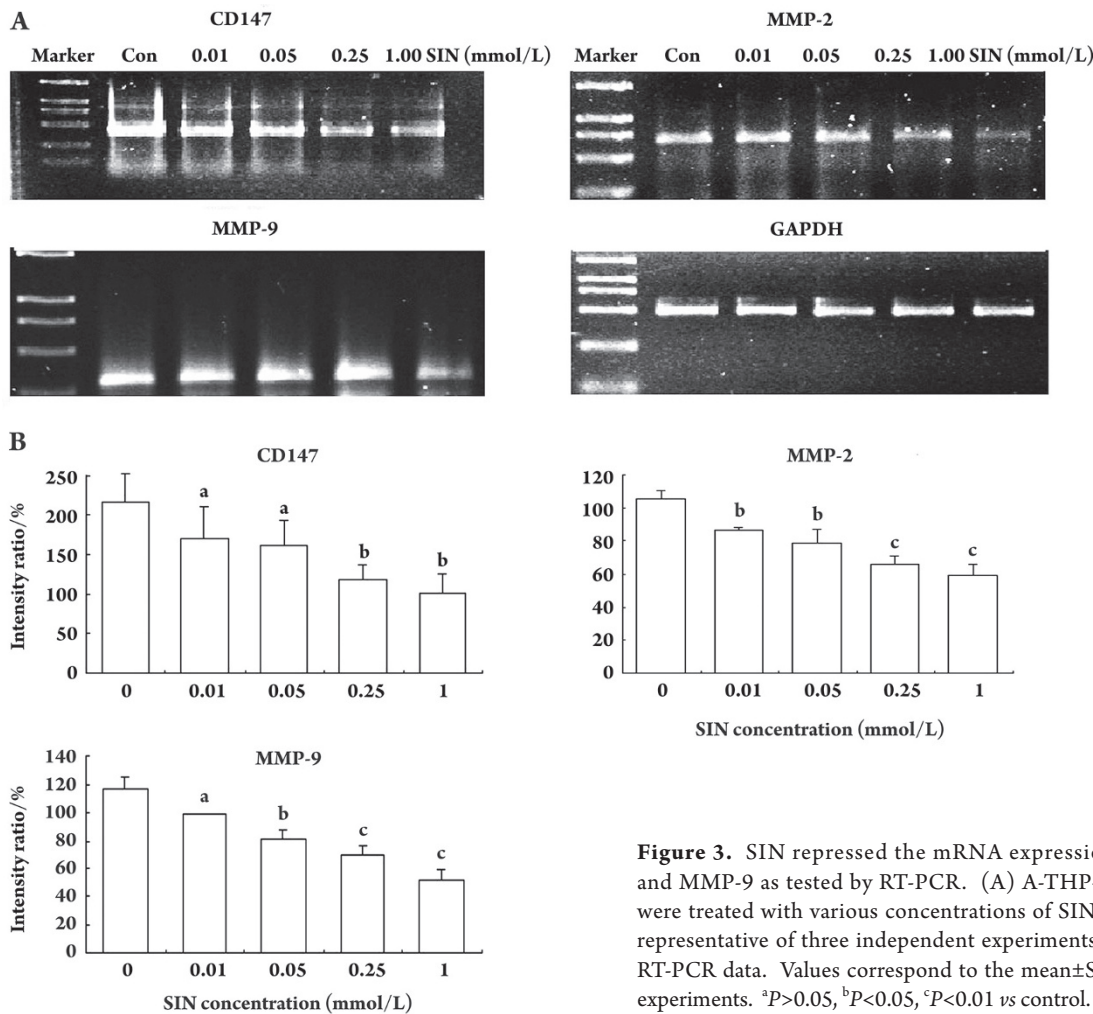 A
CD147
Marker Con 0.01 0.05 0.25 1.00 SIN (mmol/L)
MMP-2
Marker Con 0.01 0.05 0.25 1.00 SIN (mmol/L)
MMP-9
GAPDH
B
CD147
Intensity ratio/%
250
200
150
100
50
0
a
a
b
b
0 0.01 0.05 0.25 1
MMP-2
120
100
80
60
40
20
0
b
b
c
c
0 0.01 0.05 0.25 1
SIN concentration (mmol/L)
MMP-9
Intensity ratio/%
140
120
100
80
60
40
20
0
a
b
c
c
0 0.01 0.05 0.25 1
SIN concentration (mmol/L)
Figure 3. SIN repressed the mRNA expressio
and MMP-9 as tested by RT-PCR. (A) A-THP-
were treated with various concentrations of SIN
representative of three independent experiments
RT-PCR data. Values correspond to the mean±S
experiments. ᵃP>0.05, ᵇP<0.05, ᶜP<0.01 vs control.